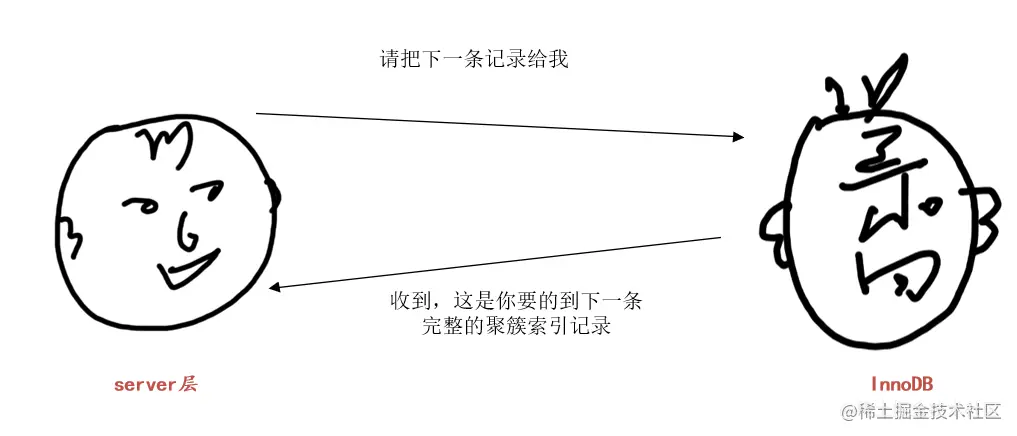 请把下一条记录给我
收到，这是你要的到下一条
完整的聚簇索引记录
server层
InnoDB
@稀土掘金技术社区